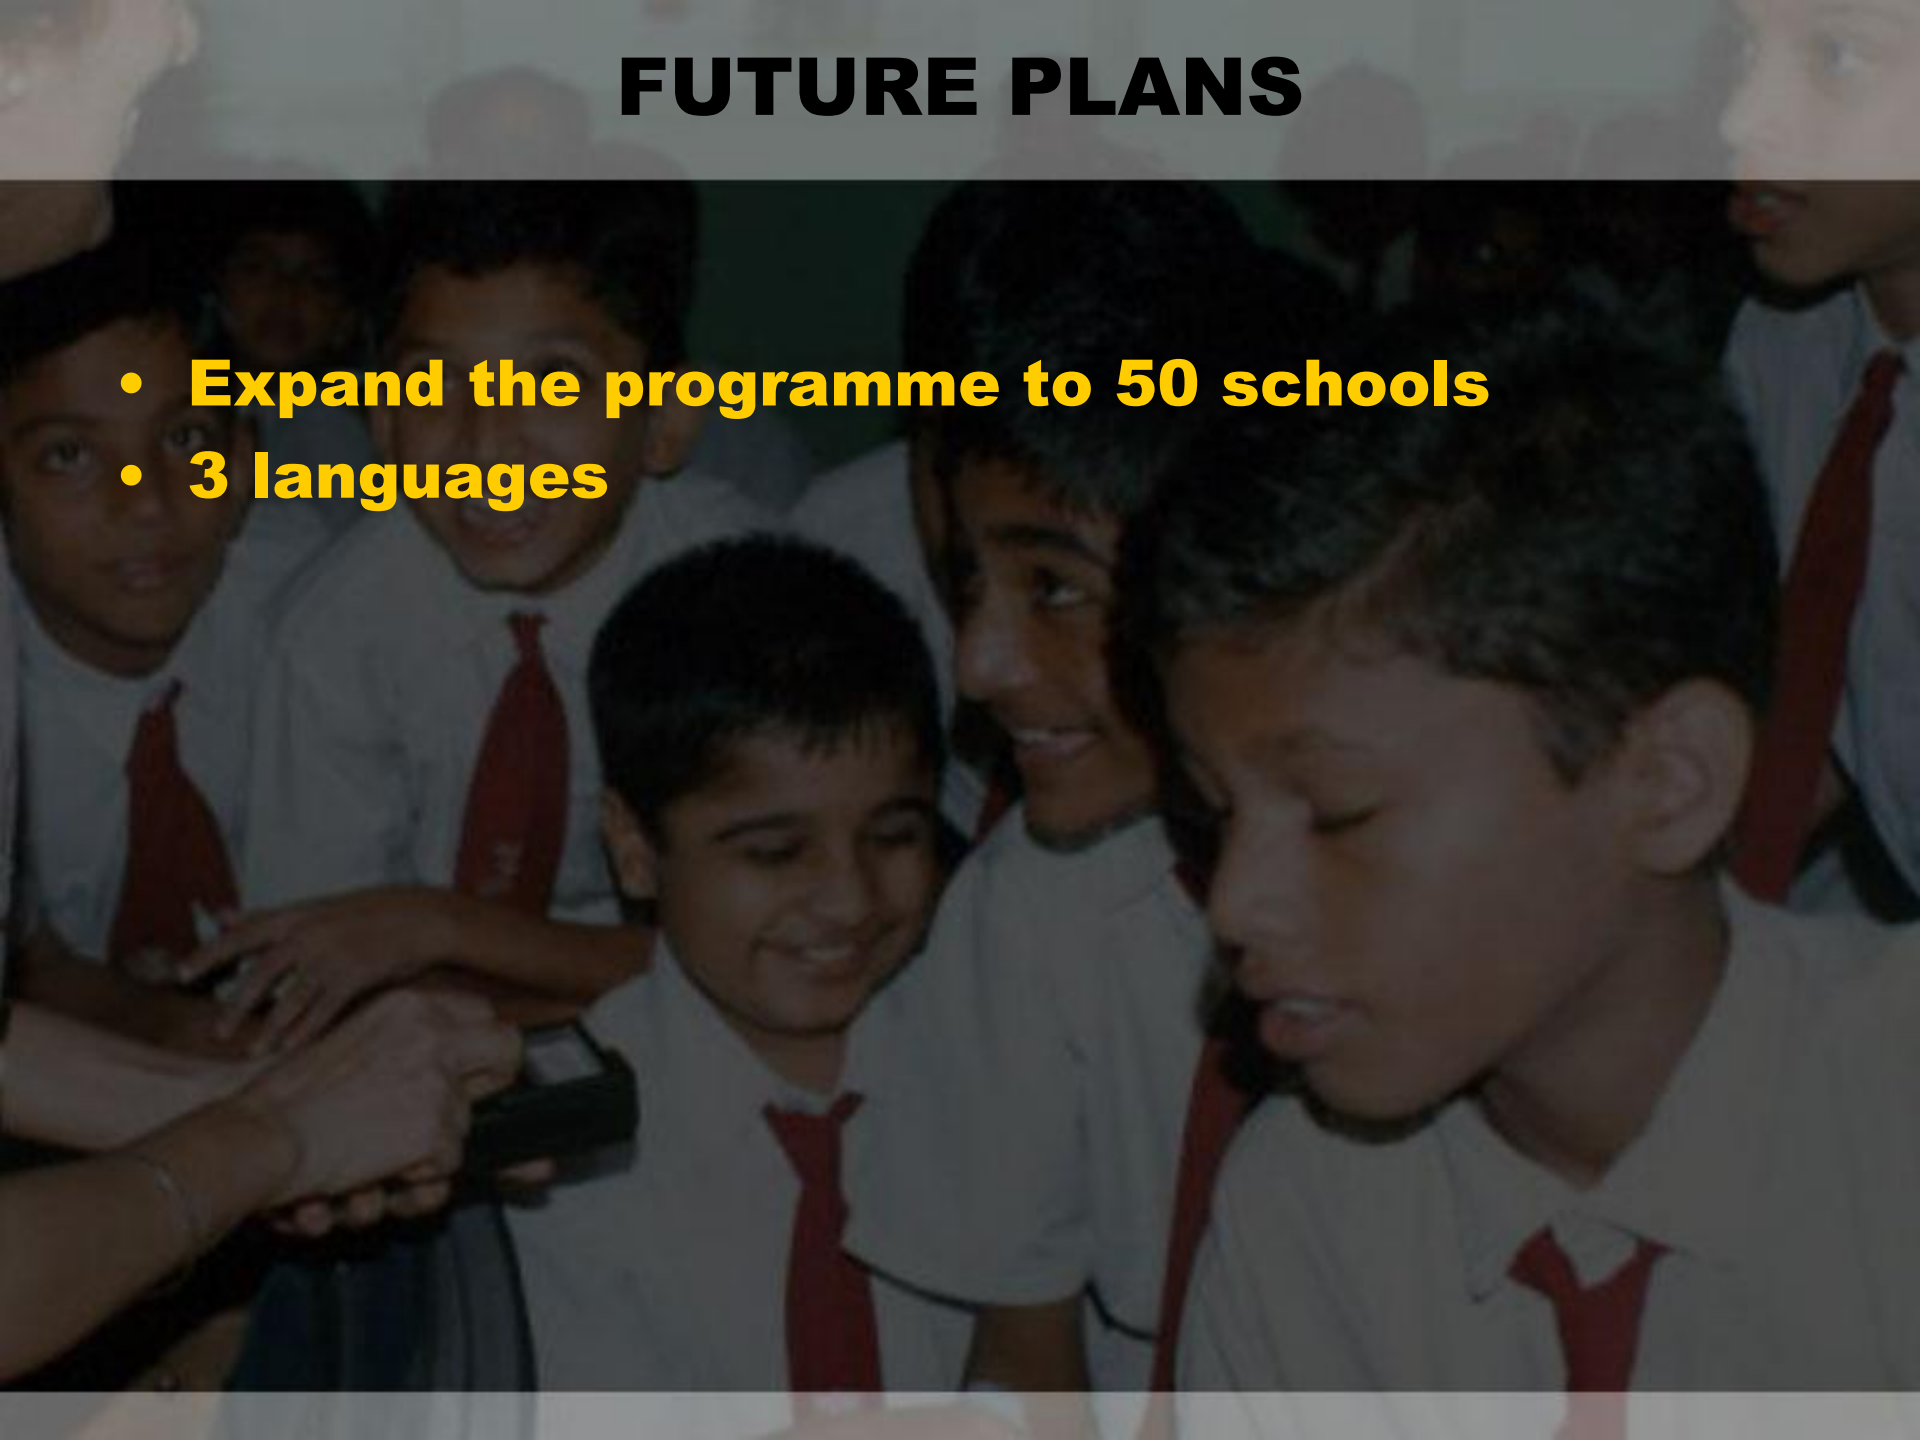 FUTURE PLANS
• Expand the programme to 50 schools
• 3 languages